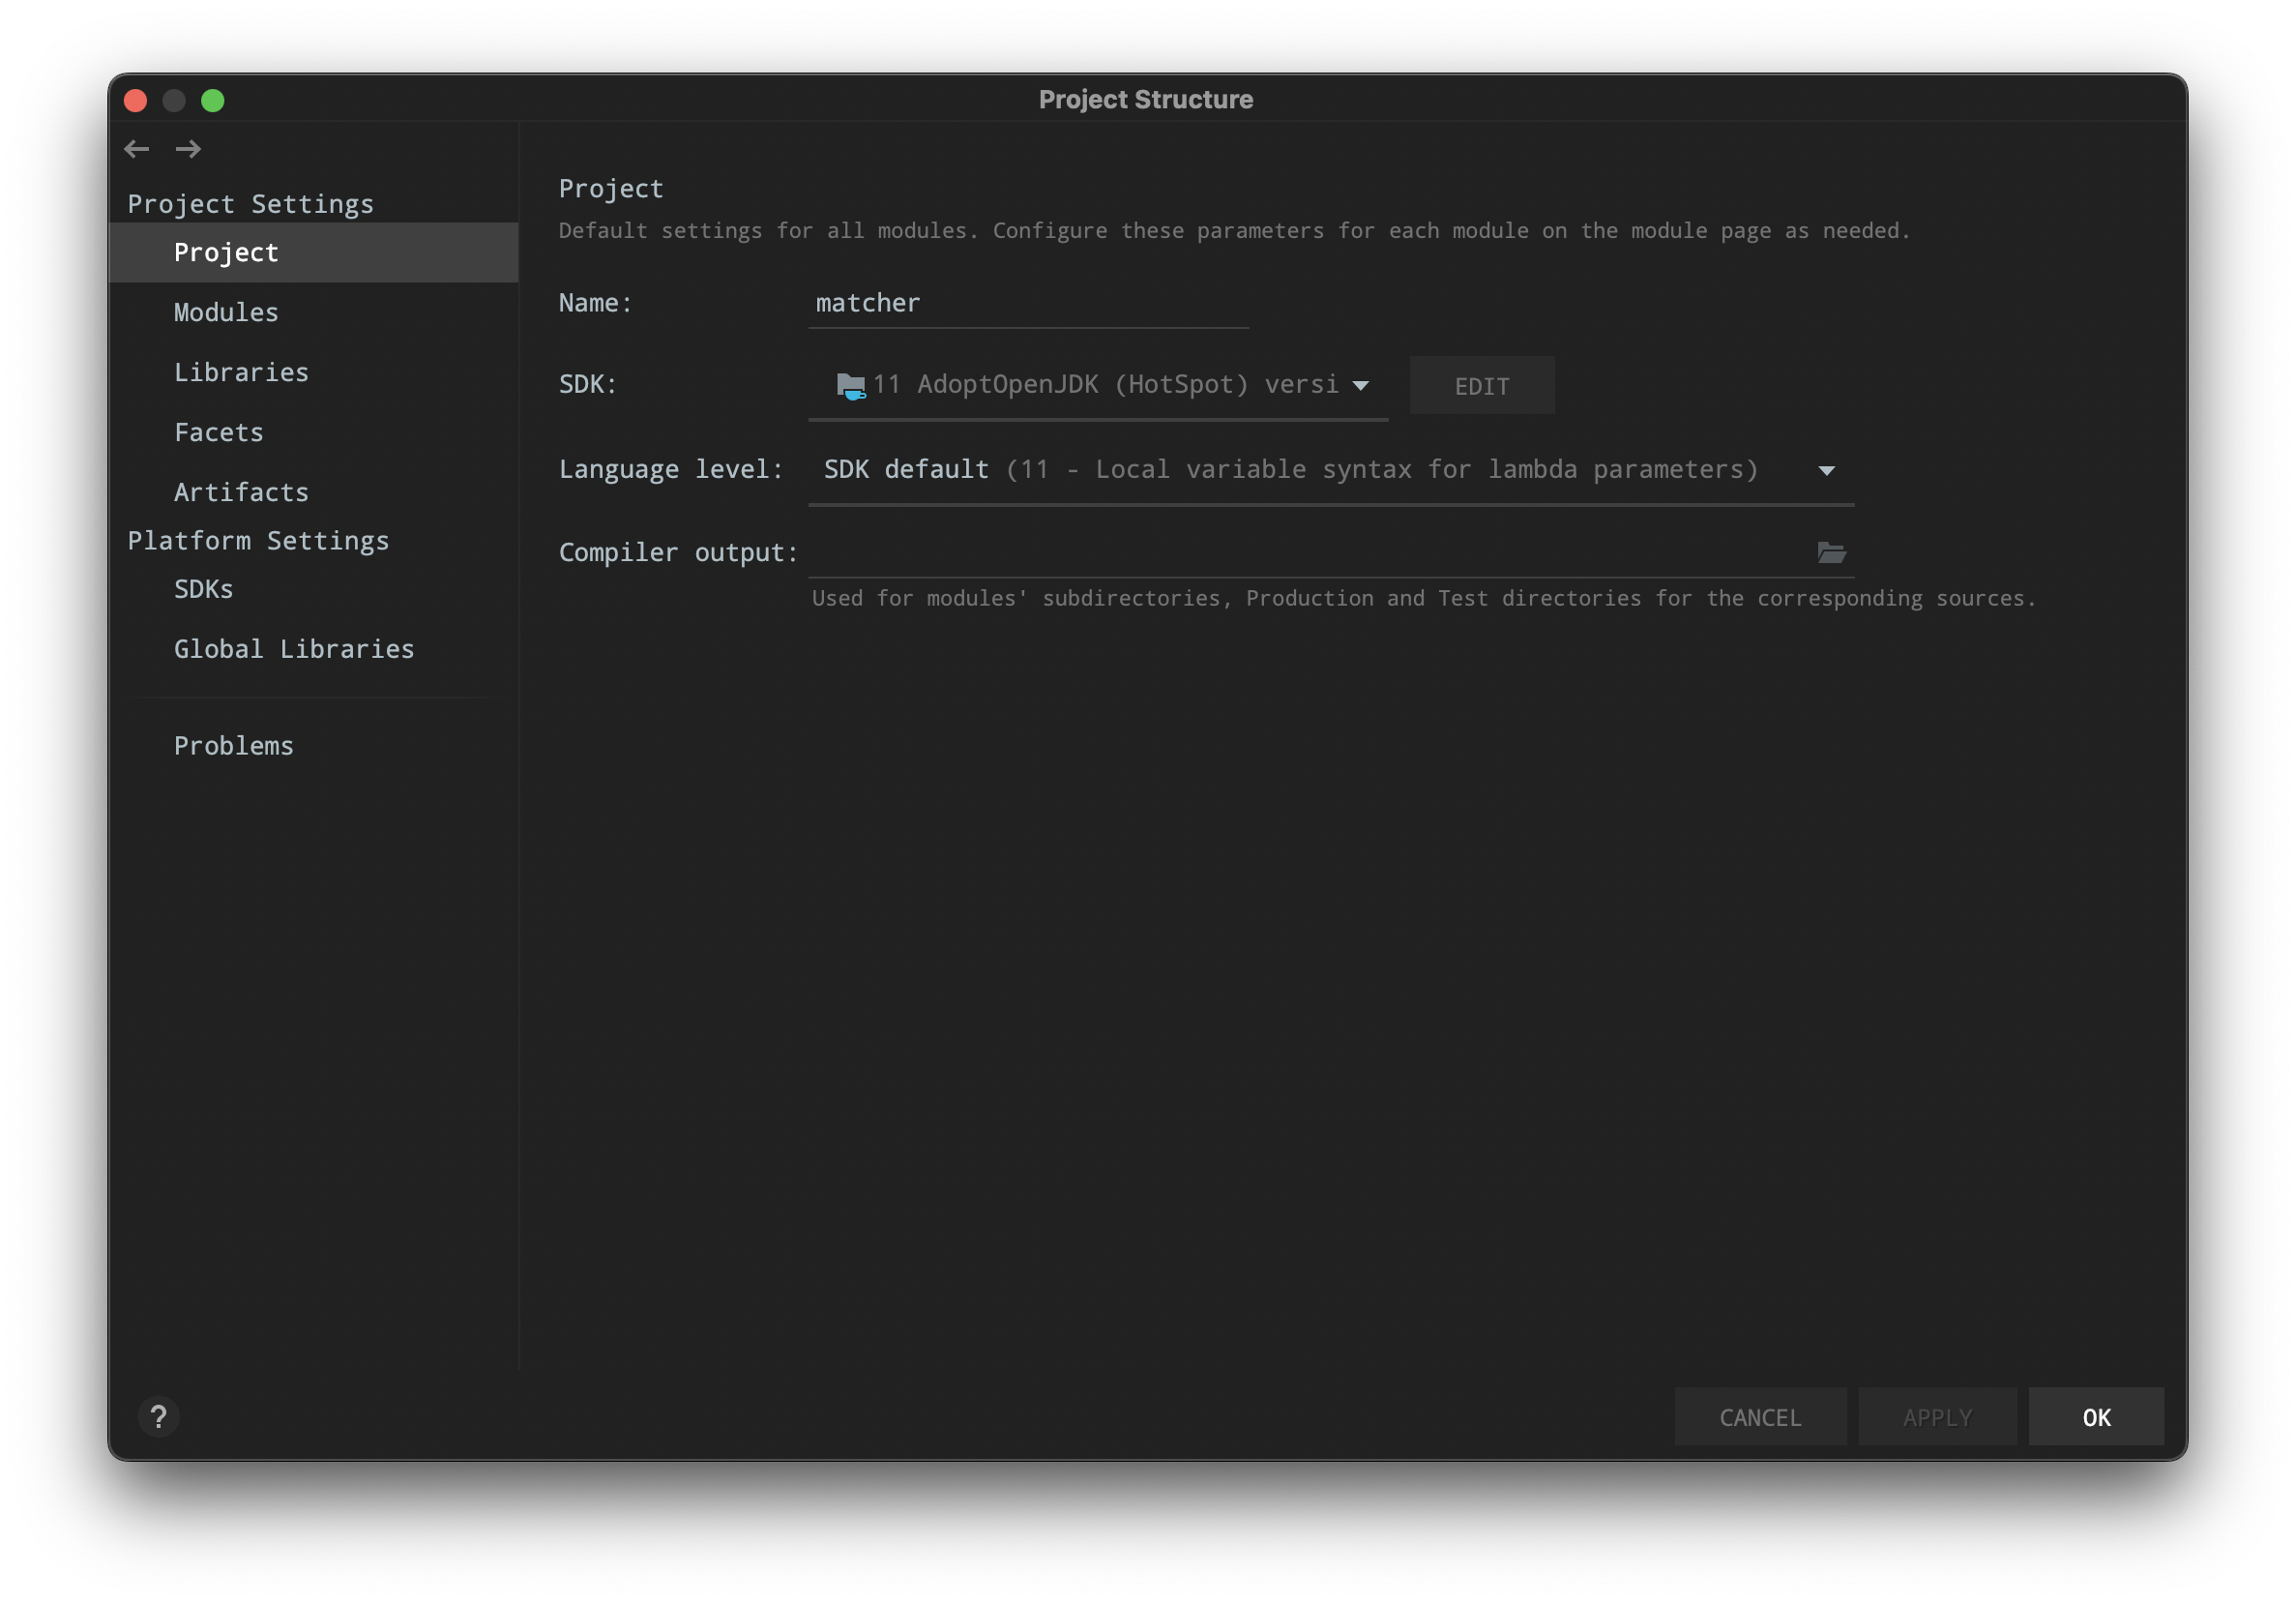 Project Structure
Project Settings
Project
Modules
Libraries
Facets
Artifacts
Platform Settings
SDKs
Global Libraries
Problems
Project
Default settings for all modules. Configure these parameters for each module on the module page as needed.
Name: matcher
SDK: 11 AdoptOpenJDK (HotSpot) versi EDIT
Language level: SDK default (11 - Local variable syntax for lambda parameters)
Compiler output:
Used for modules' subdirectories, Production and Test directories for the corresponding sources.
? CANCEL APPLY OK